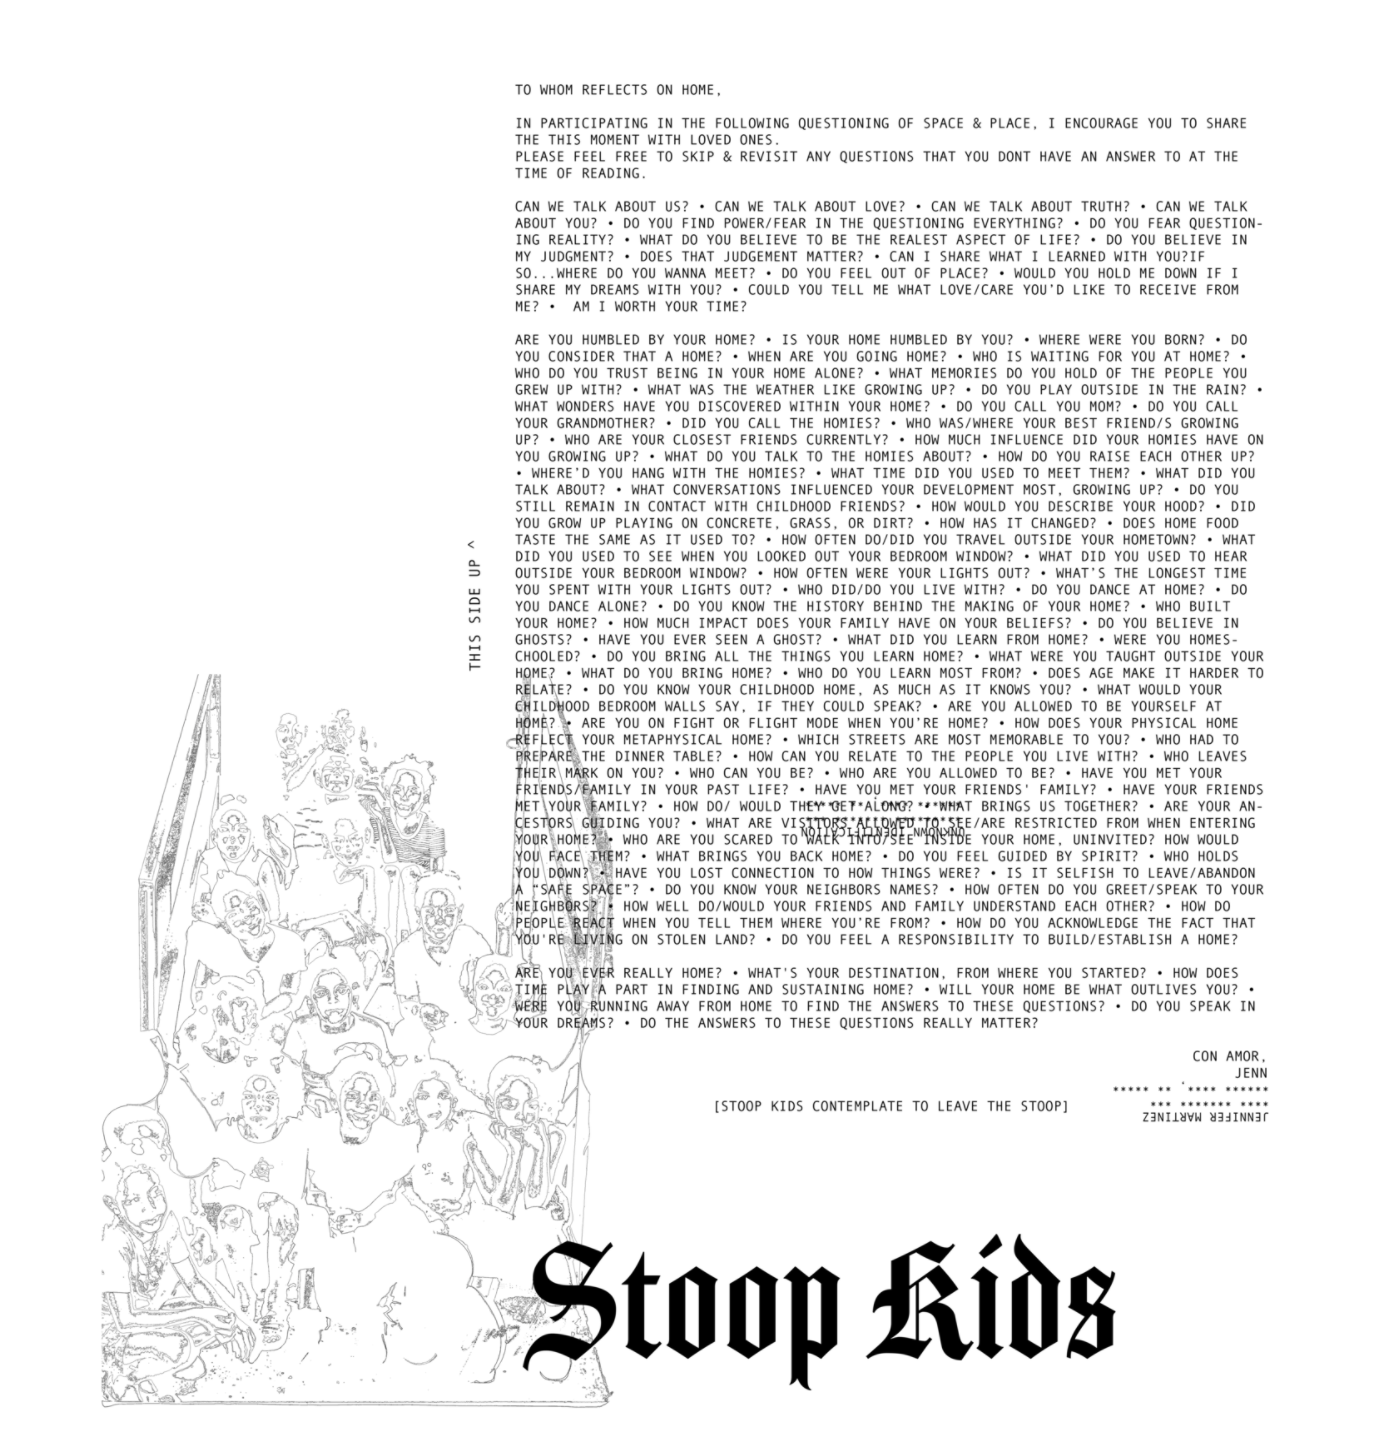 TO WHOM REFLECTS ON HOME,
IN PARTICIPATING IN THE FOLLOWING QUESTIONING OF SPACE & PLACE, I ENCOURAGE YOU TO SHARE
THE THIS MOMENT WITH LOVED ONES.
PLEASE FEEL FREE TO SKIP & REVISIT ANY QUESTIONS THAT YOU DONT HAVE AN ANSWER TO AT THE
TIME OF READING.
CAN WE TALK ABOUT US? • CAN WE TALK ABOUT LOVE? • CAN WE TALK ABOUT TRUTH? • CAN WE TALK
ABOUT YOU? • DO YOU FIND POWER/FEAR IN THE QUESTIONING EVERYTHING? • DO YOU FEAR QUESTION-
ING REALITY? • WHAT DO YOU BELIEVE TO BE THE REALEST ASPECT OF LIFE? • DO YOU BELIEVE IN
MY JUDGMENT? • DOES THAT JUDGEMENT MATTER? • CAN I SHARE WHAT I LEARNED WITH YOU?IF
SO...WHERE DO YOU WANNA MEET? • DO YOU FEEL OUT OF PLACE? • WOULD YOU HOLD ME DOWN IF I
SHARE MY DREAMS WITH YOU? • COULD YOU TELL ME WHAT LOVE/CARE YOU'D LIKE TO RECEIVE FROM
ME? • AM I WORTH YOUR TIME?
ARE YOU HUMBLED BY YOUR HOME? • IS YOUR HOME HUMBLED BY YOU? • WHERE WERE YOU BORN? • DO
YOU CONSIDER THAT A HOME? • WHEN ARE YOU GOING HOME? • WHO IS WAITING FOR YOU AT HOME? •
WHO DO YOU TRUST BEING IN YOUR HOME ALONE? • WHAT MEMORIES DO YOU HOLD OF THE PEOPLE YOU
GREW UP WITH? • WHAT WAS THE WEATHER LIKE GROWING UP? • DO YOU PLAY OUTSIDE IN THE RAIN? •
WHAT WONDERS HAVE YOU DISCOVERED WITHIN YOUR HOME? • DO YOU CALL YOU MOM? • DO YOU CALL
YOUR GRANDMOTHER? • DID YOU CALL THE HOMIES? • WHO WAS/WHERE YOUR BEST FRIEND/S GROWING
UP? • WHO ARE YOUR CLOSEST FRIENDS CURRENTLY? • HOW MUCH INFLUENCE DID YOUR HOMIES HAVE ON
YOU GROWING UP? • WHAT DO YOU TALK TO THE HOMIES ABOUT? • HOW DO YOU RAISE EACH OTHER UP?
• WHERE'D YOU HANG WITH THE HOMIES? • WHAT TIME DID YOU USED TO MEET THEM? • WHAT DID YOU
TALK ABOUT? • WHAT CONVERSATIONS INFLUENCED YOUR DEVELOPMENT MOST, GROWING UP? • DO YOU
STILL REMAIN IN CONTACT WITH CHILDHOOD FRIENDS? • HOW WOULD YOU DESCRIBE YOUR HOOD? • DID
YOU GROW UP PLAYING ON CONCRETE, GRASS, OR DIRT? • HOW HAS IT CHANGED? • DOES HOME FOOD
TASTE THE SAME AS IT USED TO? • HOW OFTEN DO/DID YOU TRAVEL OUTSIDE YOUR HOMETOWN? • WHAT
DID YOU USED TO SEE WHEN YOU LOOKED OUT YOUR BEDROOM WINDOW? • WHAT DID YOU USED TO HEAR
OUTSIDE YOUR BEDROOM WINDOW? • HOW OFTEN WERE YOUR LIGHTS OUT? • WHAT'S THE LONGEST TIME
YOU SPENT WITH YOUR LIGHTS OUT? • WHO DID/DO YOU LIVE WITH? • DO YOU DANCE AT HOME? • DO
YOU DANCE ALONE? • DO YOU KNOW THE HISTORY BEHIND THE MAKING OF YOUR HOME? • WHO BUILT
YOUR HOME? • HOW MUCH IMPACT DOES YOUR FAMILY HAVE ON YOUR BELIEFS? • DO YOU BELIEVE IN
GHOSTS? • HAVE YOU EVER SEEN A GHOST? • WHAT DID YOU LEARN FROM HOME? • WERE YOU HOMES-
CHOOLED? • DO YOU BRING ALL THE THINGS YOU LEARN HOME? • WHAT WERE YOU TAUGHT OUTSIDE YOUR
HOME? • WHAT DO YOU BRING HOME? • WHO DO YOU LEARN MOST FROM? • DOES AGE MAKE IT HARDER TO
RELATE? • DO YOU KNOW YOUR CHILDHOOD HOME, AS MUCH AS IT KNOWS YOU? • WHAT WOULD YOUR
CHILDHOOD BEDROOM WALLS SAY, IF THEY COULD SPEAK? • ARE YOU ALLOWED TO BE YOURSELF AT
HOME? • ARE YOU ON FIGHT OR FLIGHT MODE WHEN YOU'RE HOME? • HOW DOES YOUR PHYSICAL HOME
REFLECT YOUR METAPHYSICAL HOME? • WHICH STREETS ARE MOST MEMORABLE TO YOU? • WHO HAD TO
PREPARE THE DINNER TABLE? • HOW CAN YOU RELATE TO THE PEOPLE YOU LIVE WITH? • WHO LEAVES
THEIR MARK ON YOU? • WHO CAN YOU BE? • WHO ARE YOU ALLOWED TO BE? • HAVE YOU MET YOUR
FRIENDS/FAMILY IN YOUR PAST LIFE? • HAVE YOU MET YOUR FRIENDS' FAMILY? • HAVE YOUR FRIENDS
MET YOUR FAMILY? • HOW DO/ WOULD THEY GET ALONG? • WHAT BRINGS US TOGETHER? • ARE YOUR AN-
CESTORS GUIDING YOU? • WHAT ARE VISITORS ALLOWED TO SEE/ARE RESTRICTED FROM WHEN ENTERING
UNKNOWN IDENTIFICATION
YOUR HOME? • WHO ARE YOU SCARED TO WALK INTO/SEE INSIDE YOUR HOME, UNINVITED? HOW WOULD
YOU FACE THEM? • WHAT BRINGS YOU BACK HOME? • DO YOU FEEL GUIDED BY SPIRIT? • WHO HOLDS
YOU DOWN? • HAVE YOU LOST CONNECTION TO HOW THINGS WERE? • IS IT SELFISH TO LEAVE/ABANDON
A "SAFE SPACE"? • DO YOU KNOW YOUR NEIGHBORS NAMES? • HOW OFTEN DO YOU GREET/SPEAK TO YOUR
NEIGHBORS? • HOW WELL DO/WOULD YOUR FRIENDS AND FAMILY UNDERSTAND EACH OTHER? • HOW DO
PEOPLE REACT WHEN YOU TELL THEM WHERE YOU'RE FROM? • HOW DO YOU ACKNOWLEDGE THE FACT THAT
YOU'RE LIVING ON STOLEN LAND? • DO YOU FEEL A RESPONSIBILITY TO BUILD/ESTABLISH A HOME?
ARE YOU EVER REALLY HOME? • WHAT'S YOUR DESTINATION, FROM WHERE YOU STARTED? • HOW DOES
TIME PLAY A PART IN FINDING AND SUSTAINING HOME? • WILL YOUR HOME BE WHAT OUTLIVES YOU? •
WERE YOU RUNNING AWAY FROM HOME TO FIND THE ANSWERS TO THESE QUESTIONS? • DO YOU SPEAK IN
YOUR DREAMS? • DO THE ANSWERS TO THESE QUESTIONS REALLY MATTER?
THIS SIDE UP ^
CON AMOR,
JENN
***** ** '**** ******
*** ******* ****
JENNIFER MARTINEZ
[STOOP KIDS CONTEMPLATE TO LEAVE THE STOOP]
Stoop Kids